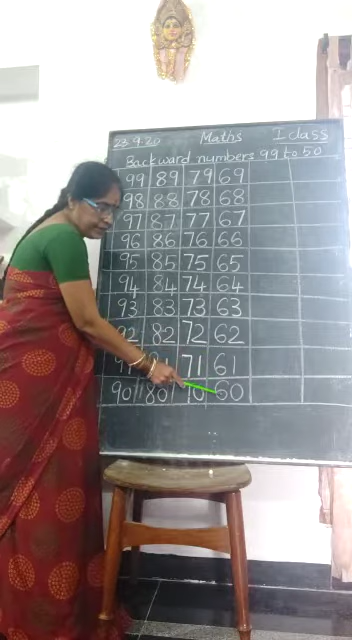 23.9.20 Maths I class
Backward numbers 99 to 50
99 89 79 69
98 88 78 68
97 87 77 67
96 86 76 66
95 85 75 65
94 84 74 64
93 83 73 63
92 82 72 62
71 61
90 80 70 60